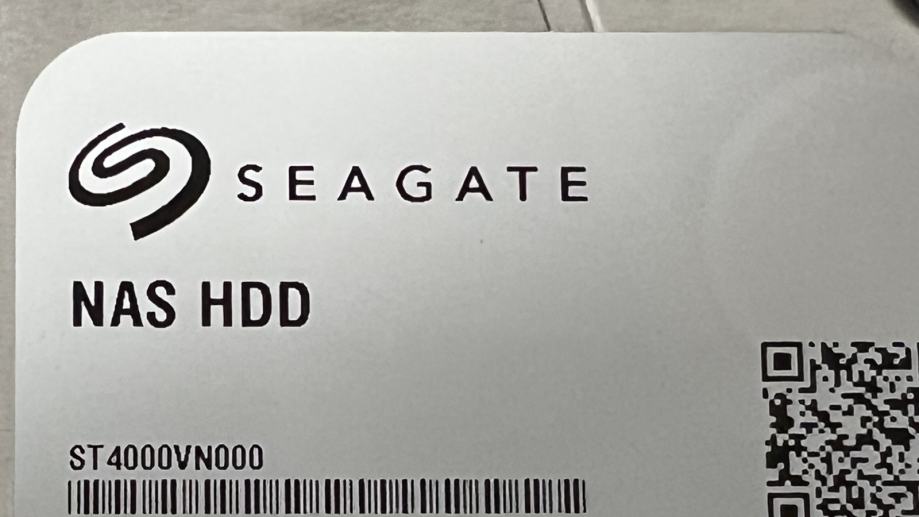 SEAGATE
NAS HDD
ST4000VN000